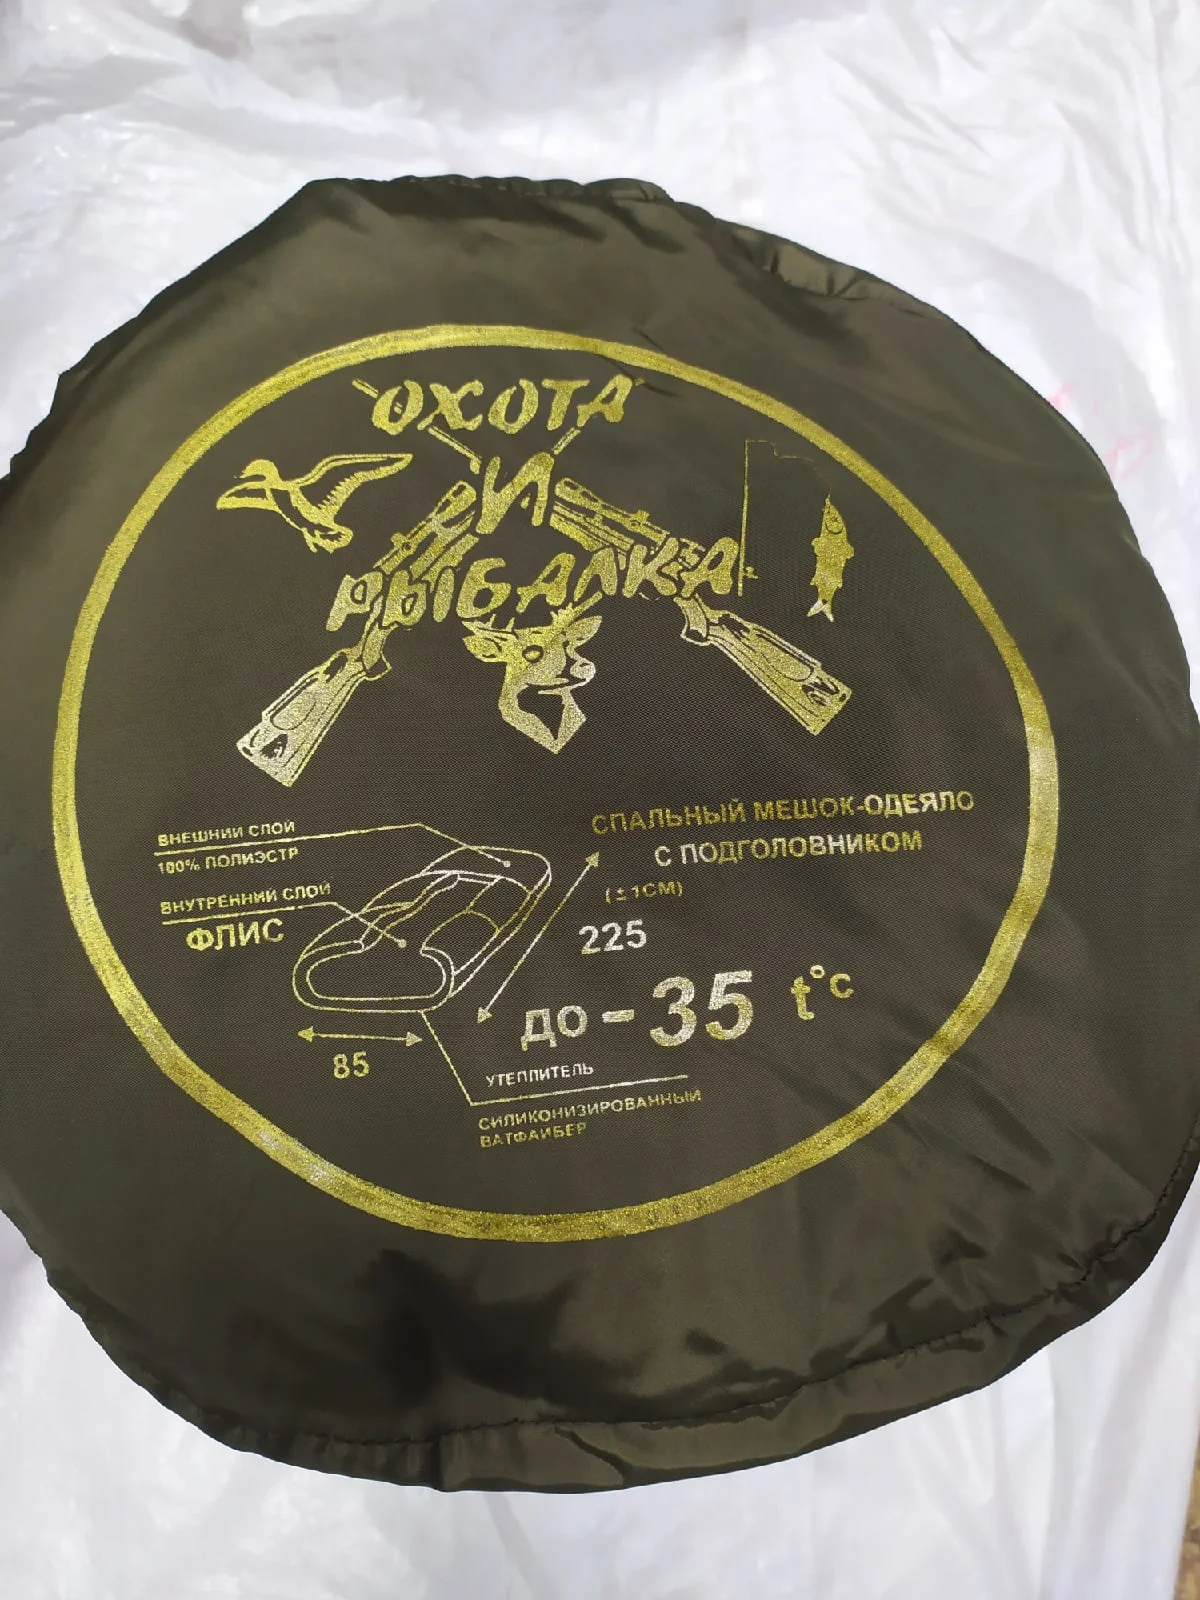 ОХОТА
И
РЫБАЛКА
ВНЕШНИЙ СЛОЙ
100% ПОЛИЭСТР
ВНУТРЕННИЙ СЛОЙ
ФЛИС
СПАЛЬНЫЙ МЕШОК-ОДЕЯЛО
С ПОДГОЛОВНИКОМ
(±1СМ)
225
ДО -35 t°C
85
УТЕПЛИТЕЛЬ
СИЛИКОНИЗИРОВАННЫЙ
ВАТФАЙБЕР